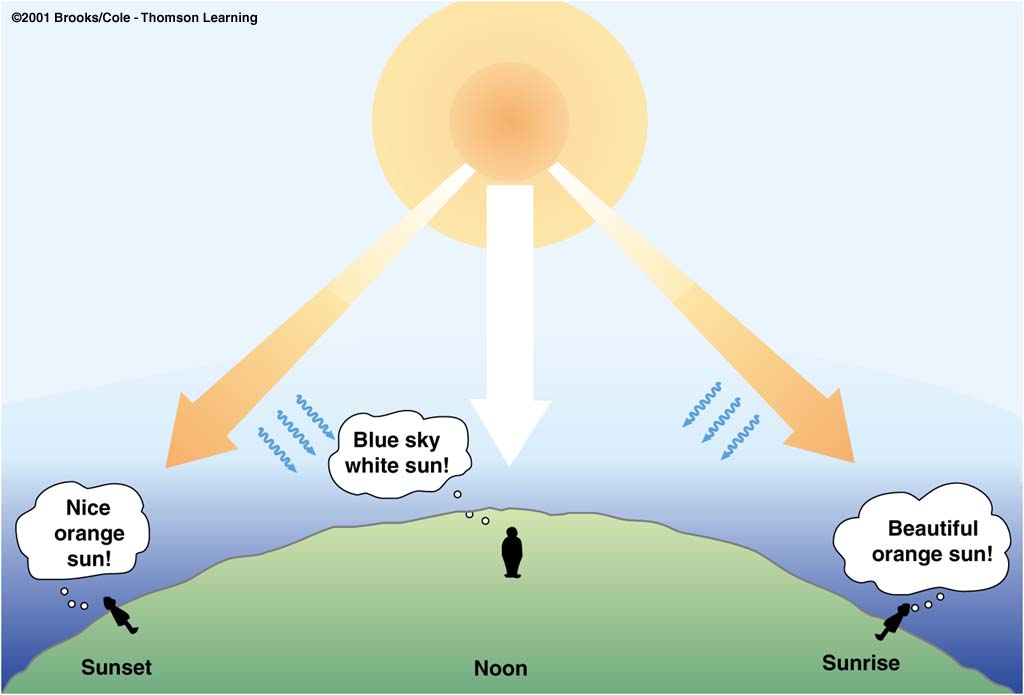 ©2001 Brooks/Cole - Thomson Learning
Blue sky
white sun!
Nice
orange
sun!
Beautiful
orange sun!
Sunset
Noon
Sunrise